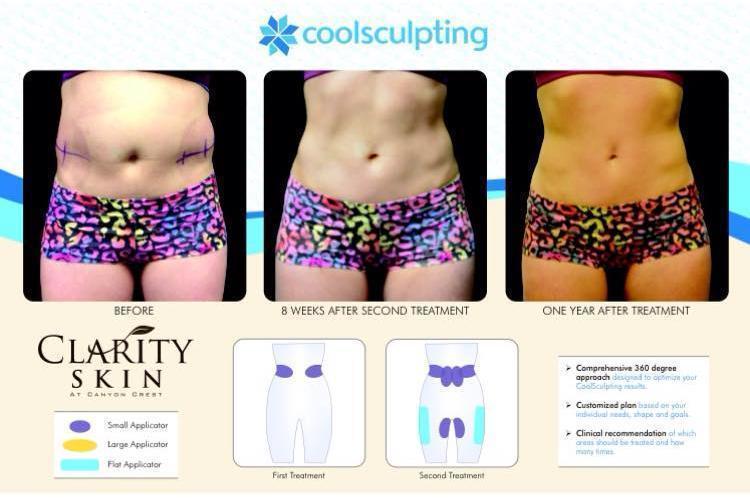 coolsculpting
BEFORE
8 WEEKS AFTER SECOND TREATMENT
ONE YEAR AFTER TREATMENT
CLARITY
SKIN
AT CANYON CREST
Small Applicator
Large Applicator
Flat Applicator
First Treatment
Second Treatment
➤ Comprehensive 360 degree
approach designed to optimize your
CoolSculpting results.
➤ Customized plan based on your
individual needs, shape and goals.
➤ Clinical recommendation of which
areas should be treated and how
many times.